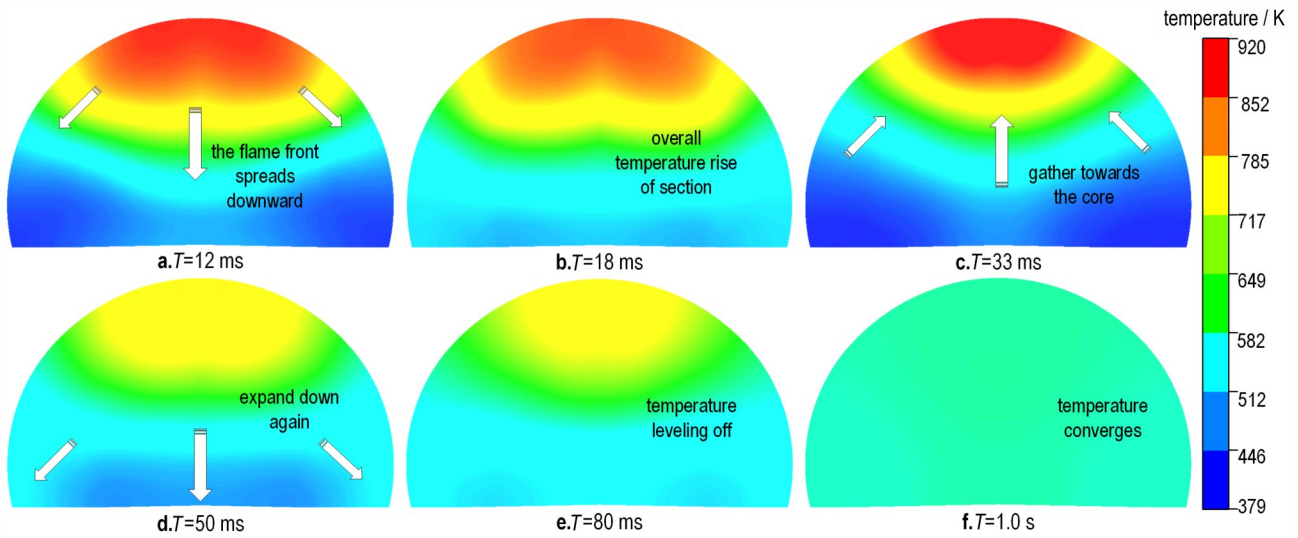 temperature / K
920
852
785
717
649
582
512
446
379
the flame front
spreads
downward
a.T=12 ms
overall
temperature rise
of section
b.T=18 ms
gather towards
the core
c.T=33 ms
expand down
again
d.T=50 ms
temperature
leveling off
e.T=80 ms
temperature
converges
f.T=1.0 s